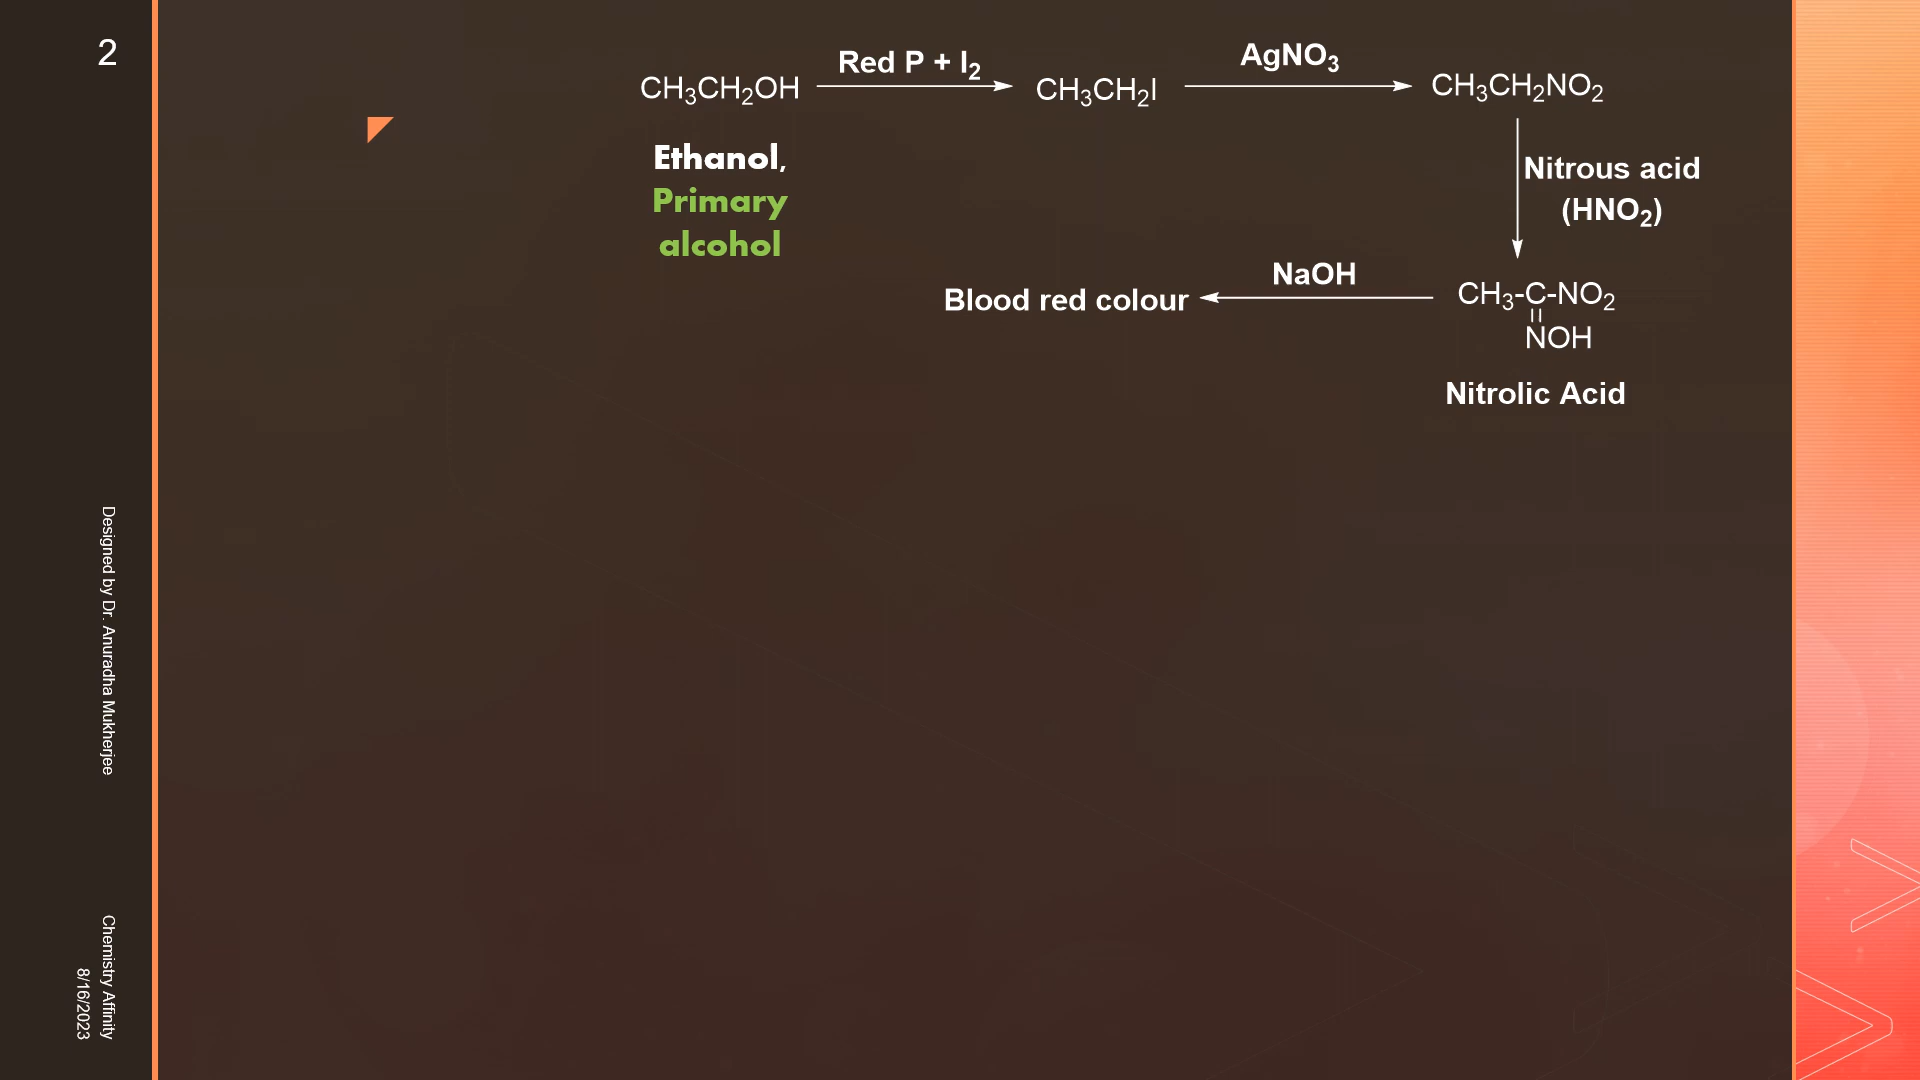 2
Red P + I2
AgNO3
CH3CH2OH
CH3CH2I
CH3CH2NO2
Ethanol,
Primary
alcohol
Nitrous acid
(HNO2)
NaOH
Blood red colour
CH3-C-NO2
NOH
Nitrolic Acid
Designed by Dr. Anuradha Mukherjee
Chemistry Affinity
8/16/2023